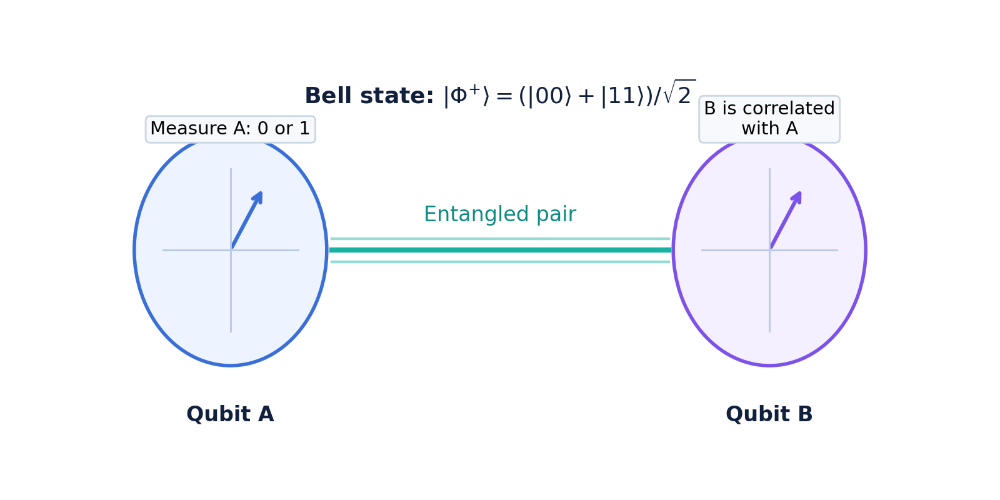 Bell state: |Φ⁺⟩ = (|00⟩ + |11⟩)/√2
Measure A: 0 or 1
B is correlated
with A
Entangled pair
Qubit A
Qubit B